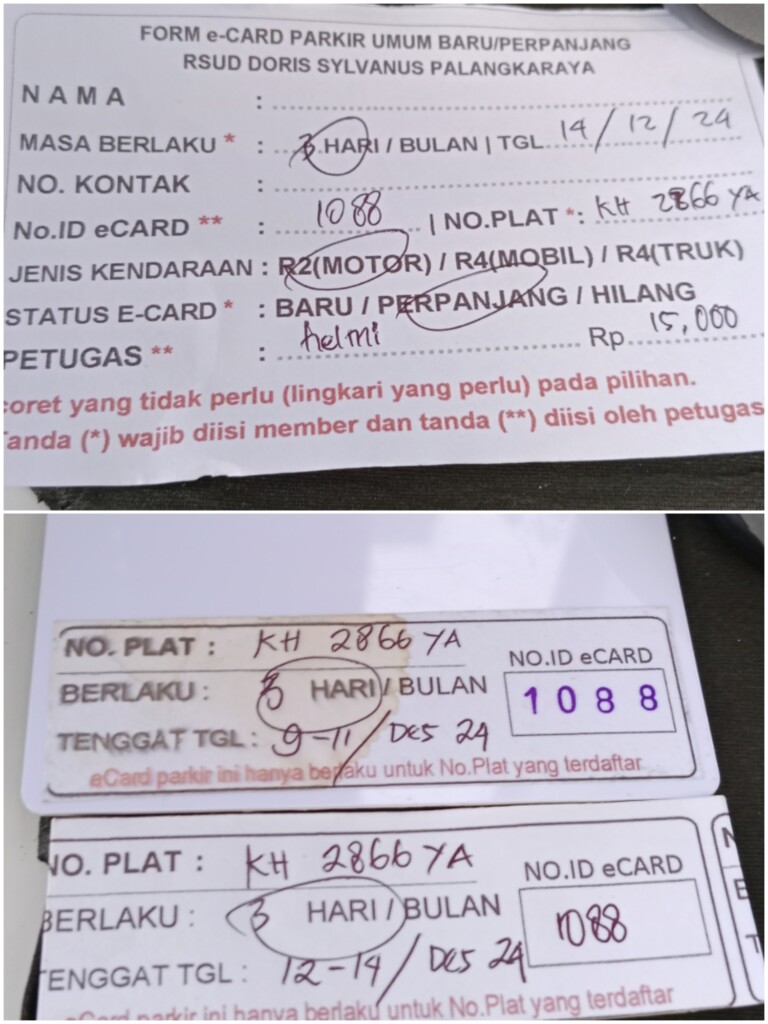 FORM e-CARD PARKIR UMUM BARU/PERPANJANG
RSUD DORIS SYLVANUS PALANGKARAYA
NAMA :
MASA BERLAKU * : 3 HARI / BULAN | TGL 14/12/24
NO. KONTAK :
No.ID eCARD ** : 1088 | NO.PLAT *: KH 2866 YA
JENIS KENDARAAN : R2(MOTOR) / R4(MOBIL) / R4(TRUK)
STATUS E-CARD * : BARU / PERPANJANG / HILANG
PETUGAS ** : helmi Rp. 15,000
coret yang tidak perlu (lingkari yang perlu) pada pilihan.
anda (*) wajib diisi member dan tanda (**) diisi oleh petugas
NO. PLAT : KH 2866 YA
NO.ID eCARD
BERLAKU : 3 HARI / BULAN
1088
TENGGAT TGL : 9-11/DES 24
eCard parkir ini hanya berlaku untuk No.Plat yang terdaftar
NO. PLAT : KH 2866 YA
NO.ID eCARD
BERLAKU : 3 HARI / BULAN
1088
TENGGAT TGL : 12-14/DES 24
eCard parkir ini hanya berlaku untuk No.Plat yang terdaftar